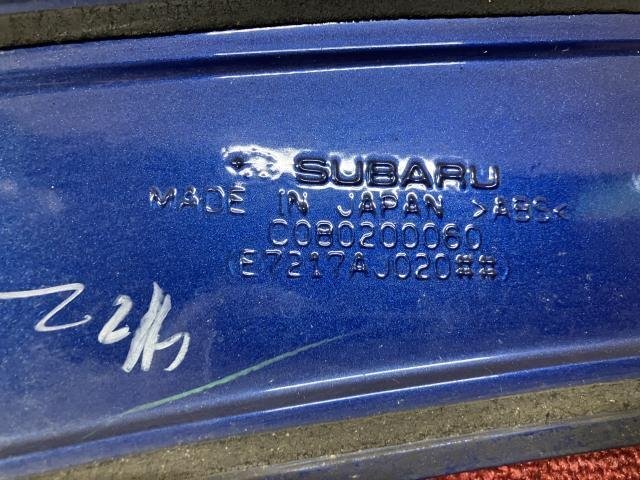 SUBARU
MADE IN JAPAN >ABS<
C080200060
(E7217AJ020##)